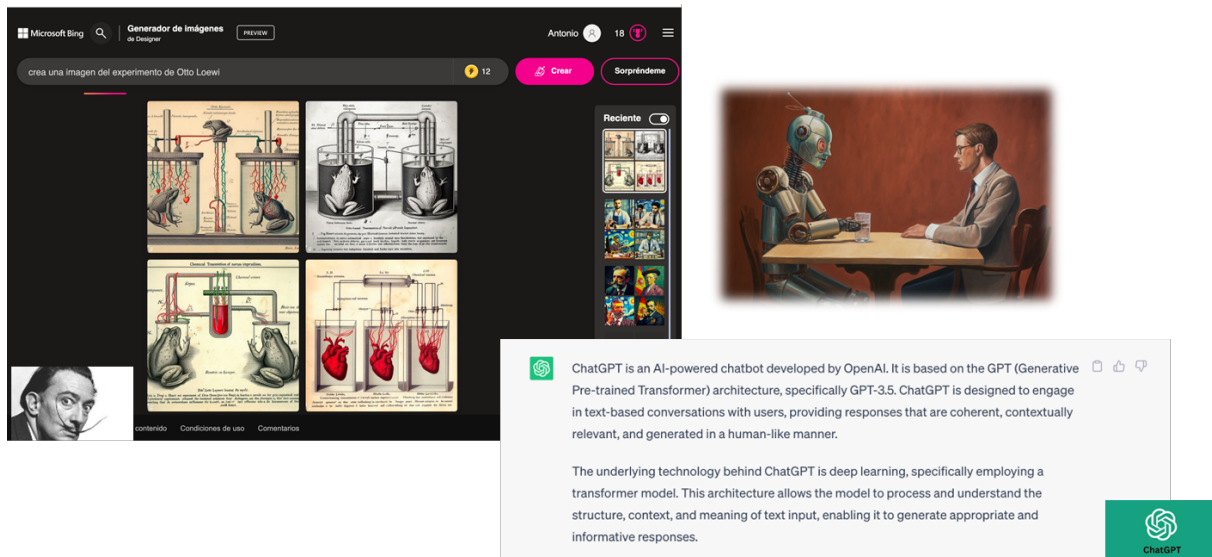 Microsoft Bing
Generador de imágenes
de Designer
PREVIEW
Antonio
18
crea una imagen del experimento de Otto Loewi
12
Crear
Sorpréndeme
Reciente
contenido
Condiciones de uso
Comentarios
ChatGPT is an AI-powered chatbot developed by OpenAI. It is based on the GPT (Generative
Pre-trained Transformer) architecture, specifically GPT-3.5. ChatGPT is designed to engage
in text-based conversations with users, providing responses that are coherent, contextually
relevant, and generated in a human-like manner.
The underlying technology behind ChatGPT is deep learning, specifically employing a
transformer model. This architecture allows the model to process and understand the
structure, context, and meaning of text input, enabling it to generate appropriate and
informative responses.
ChatGPT